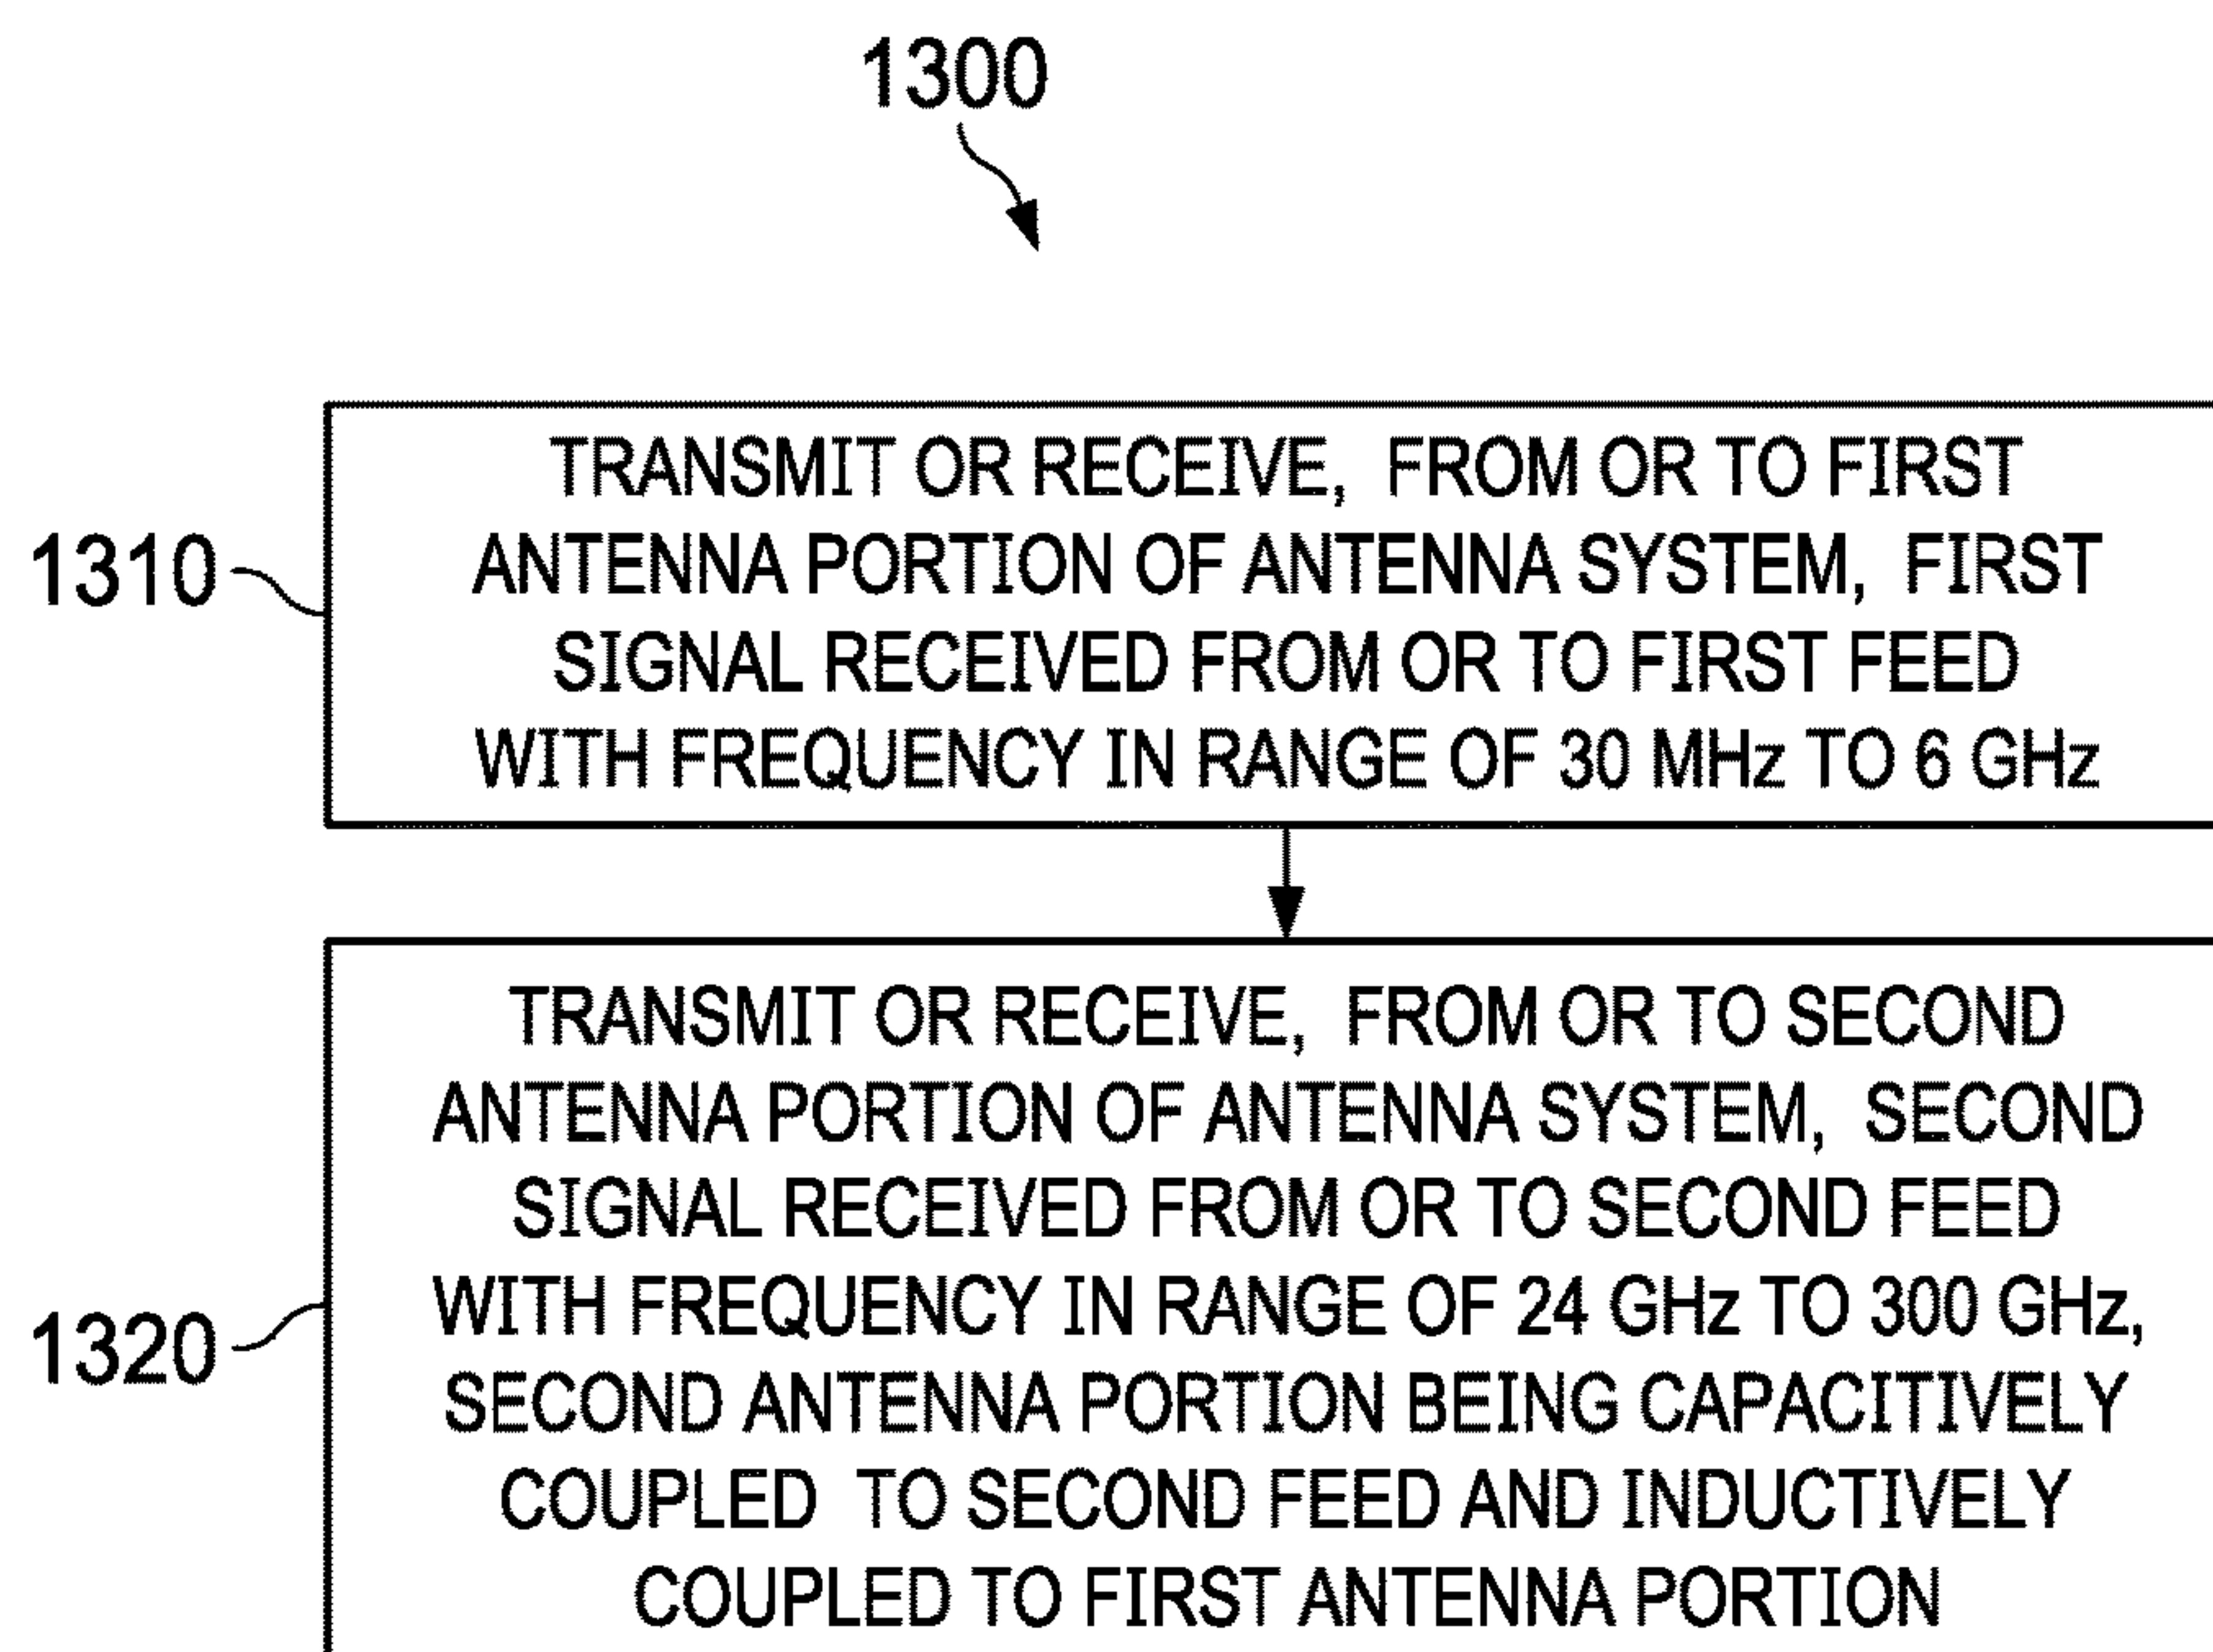 1300
1310
TRANSMIT OR RECEIVE, FROM OR TO FIRST
ANTENNA PORTION OF ANTENNA SYSTEM, FIRST
SIGNAL RECEIVED FROM OR TO FIRST FEED
WITH FREQUENCY IN RANGE OF 30 MHz TO 6 GHz
1320
TRANSMIT OR RECEIVE, FROM OR TO SECOND
ANTENNA PORTION OF ANTENNA SYSTEM, SECOND
SIGNAL RECEIVED FROM OR TO SECOND FEED
WITH FREQUENCY IN RANGE OF 24 GHz TO 300 GHz,
SECOND ANTENNA PORTION BEING CAPACITIVELY
COUPLED TO SECOND FEED AND INDUCTIVELY
COUPLED TO FIRST ANTENNA PORTION